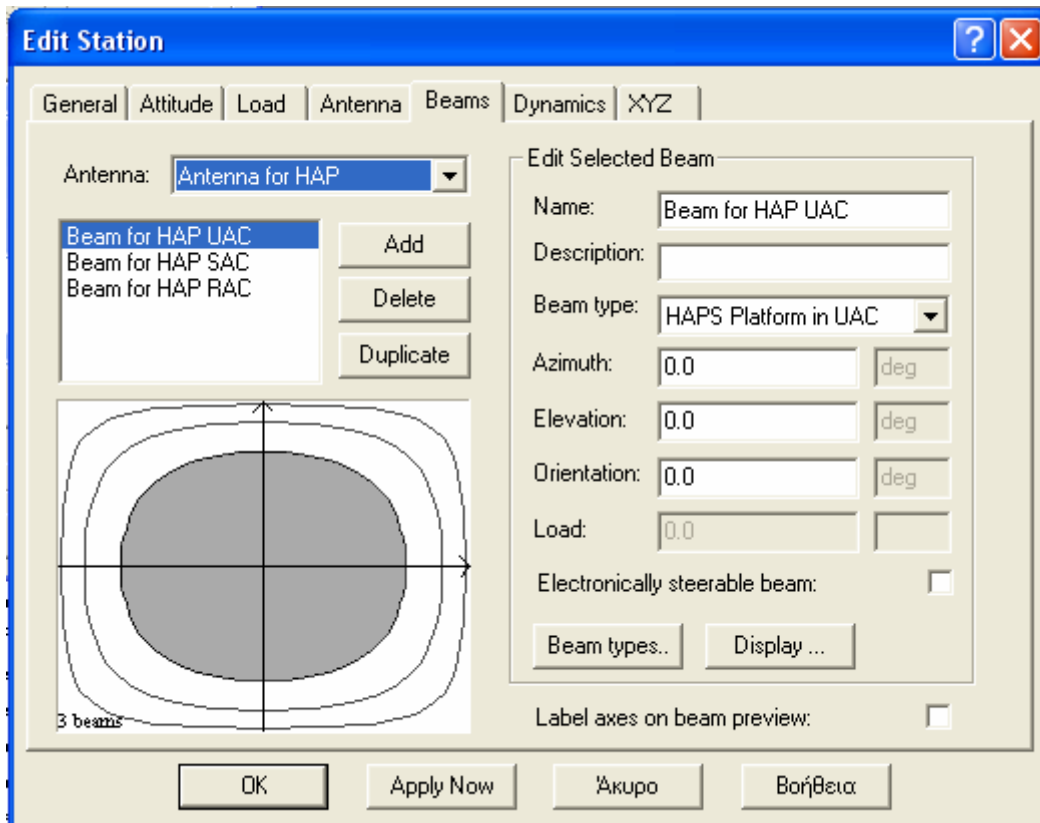 Edit Station
General Attitude Load Antenna Beams Dynamics XYZ
Antenna: Antenna for HAP
Beam for HAP UAC
Beam for HAP SAC
Beam for HAP RAC
Add
Delete
Duplicate
3 beams
Edit Selected Beam
Name: Beam for HAP UAC
Description:
Beam type: HAPS Platform in UAC
Azimuth: 0.0 deg
Elevation: 0.0 deg
Orientation: 0.0 deg
Load: 0.0
Electronically steerable beam:
Beam types.. Display ...
Label axes on beam preview:
OK Apply Now Άκυρο Βοήθεια